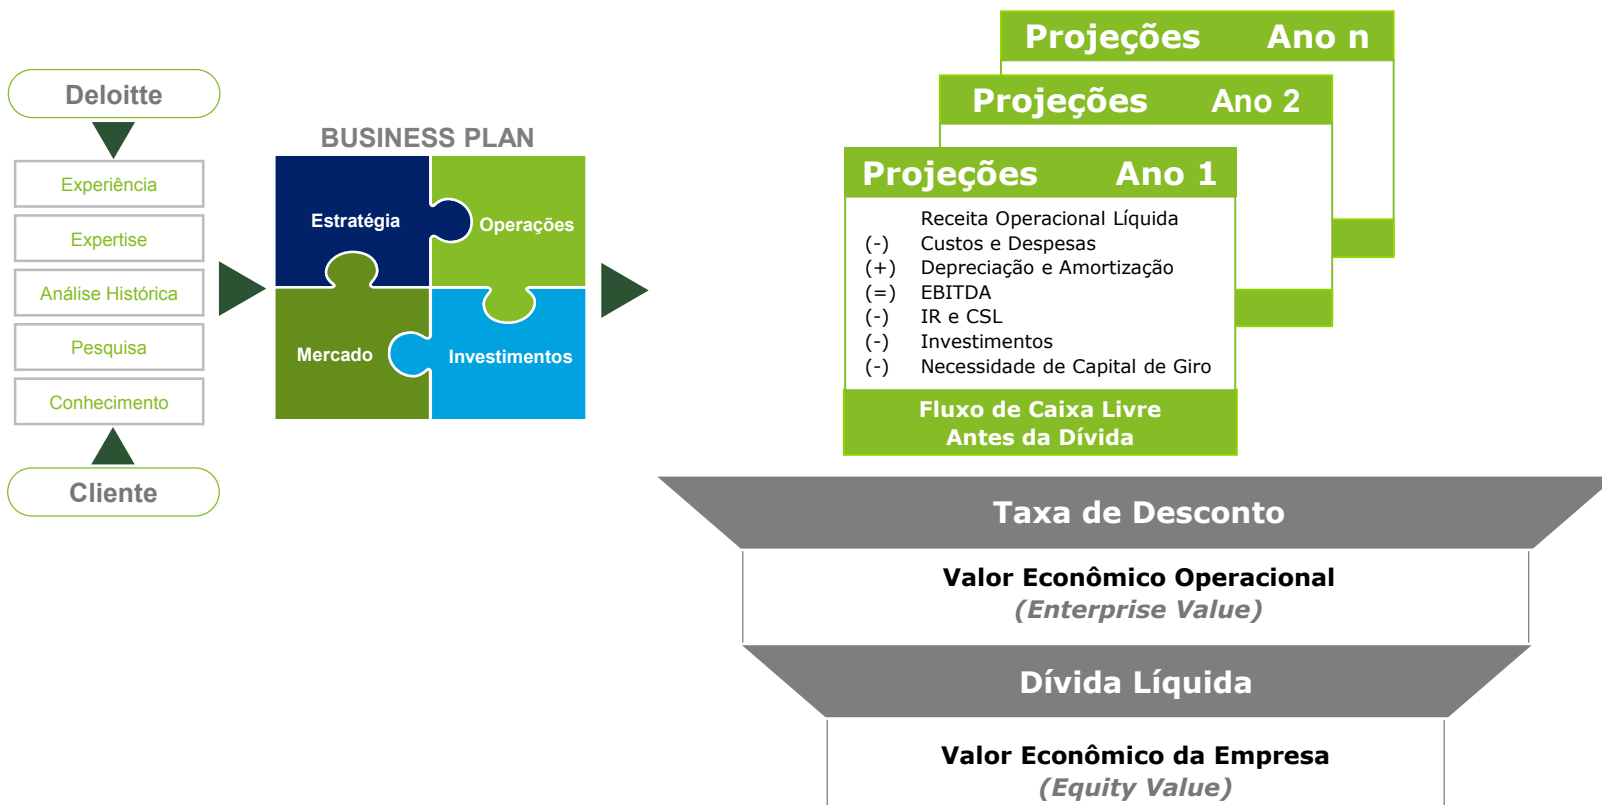 Deloitte
Experiência
Expertise
Análise Histórica
Pesquisa
Conhecimento
Cliente
BUSINESS PLAN
Estratégia
Operações
Mercado
Investimentos
Projeções Ano n
Projeções Ano 2
Projeções Ano 1
Receita Operacional Líquida
(-) Custos e Despesas
(+) Depreciação e Amortização
(=) EBITDA
(-) IR e CSL
(-) Investimentos
(-) Necessidade de Capital de Giro
Fluxo de Caixa Livre
Antes da Dívida
Taxa de Desconto
Valor Econômico Operacional
(Enterprise Value)
Dívida Líquida
Valor Econômico da Empresa
(Equity Value)